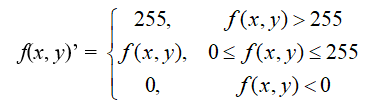 255, f(x, y) > 255
f(x, y)’ = { f(x, y), 0 ≤ f(x, y) ≤ 255
0, f(x, y) < 0